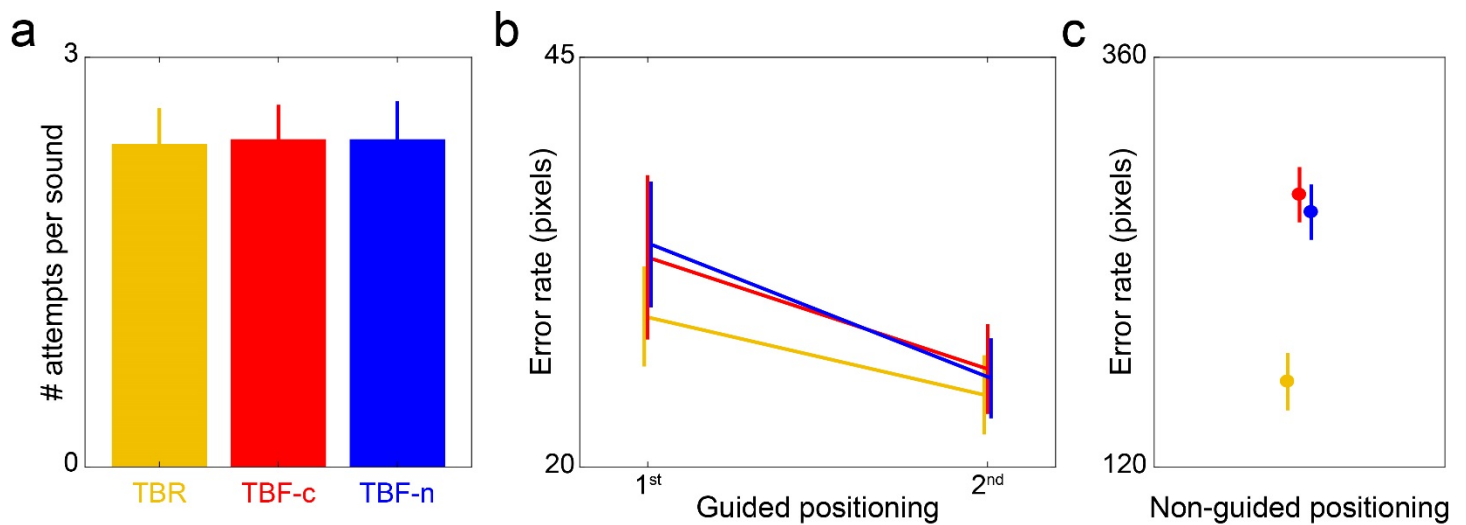 a
3
# attempts per sound
0
TBR TBF-c TBF-n
b
45
Error rate (pixels)
20
1st 2nd
Guided positioning
c
360
Error rate (pixels)
120
Non-guided positioning